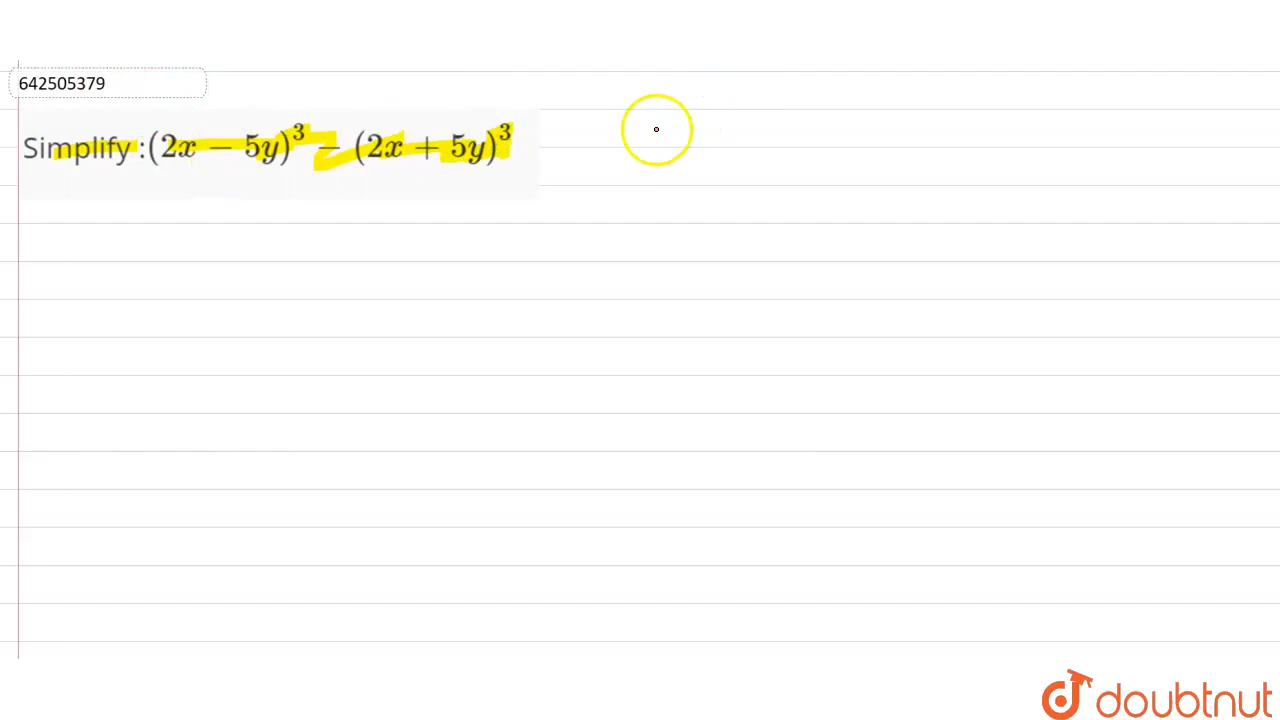 642505379
Simplify :(2x − 5y)³ − (2x + 5y)³
doubtnut